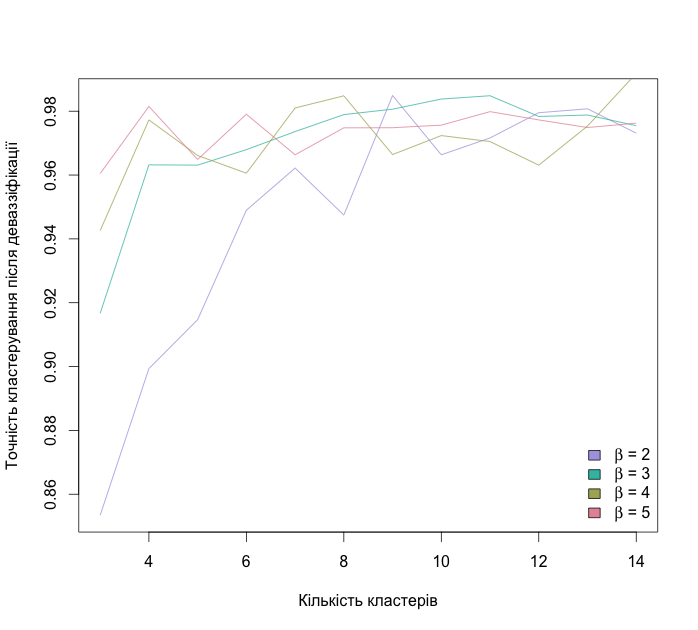 Точність кластерування після деваззіфікації
0.98
0.96
0.94
0.92
0.90
0.88
0.86
β = 2
β = 3
β = 4
β = 5
4 6 8 10 12 14
Кількість кластерів